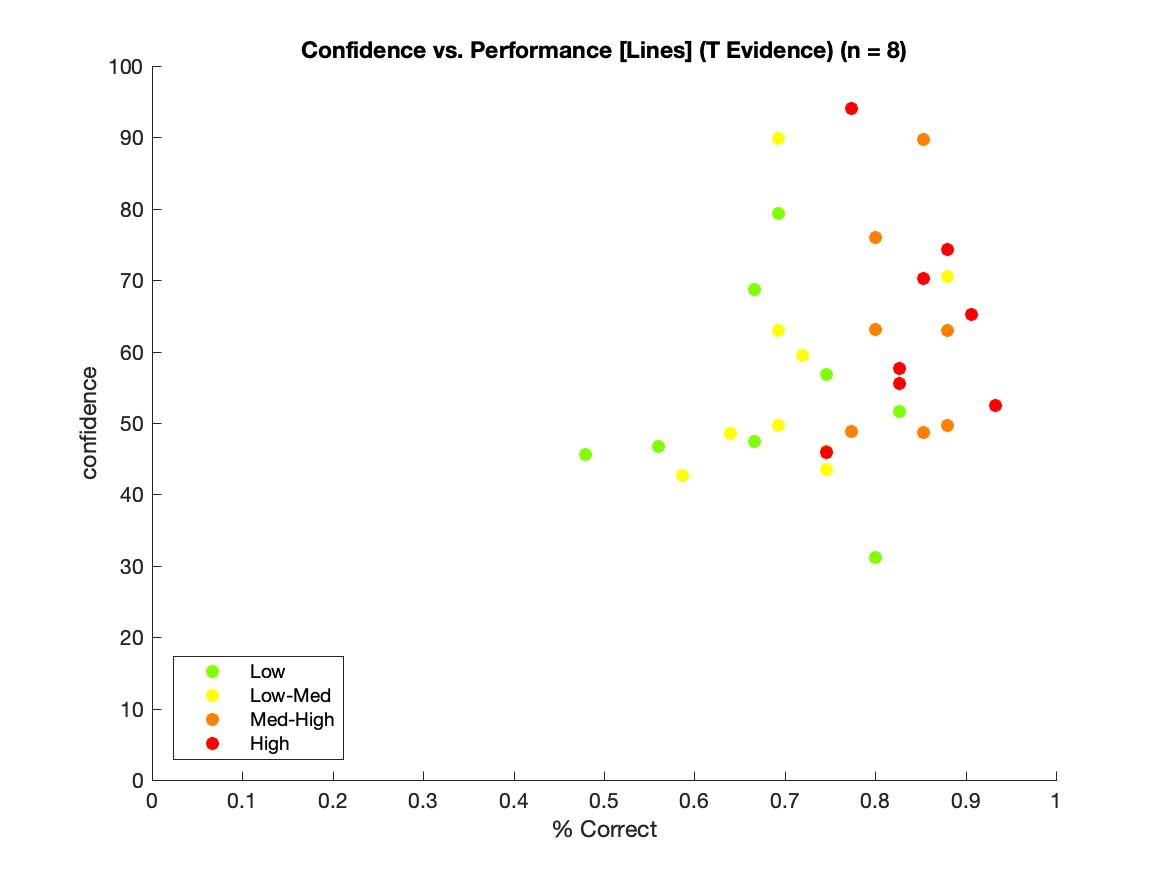 Confidence vs. Performance [Lines] (T Evidence) (n = 8)
100
90
80
70
60
50
40
30
20
10
0
confidence
Low
Low-Med
Med-High
High
0 0.1 0.2 0.3 0.4 0.5 0.6 0.7 0.8 0.9 1
% Correct